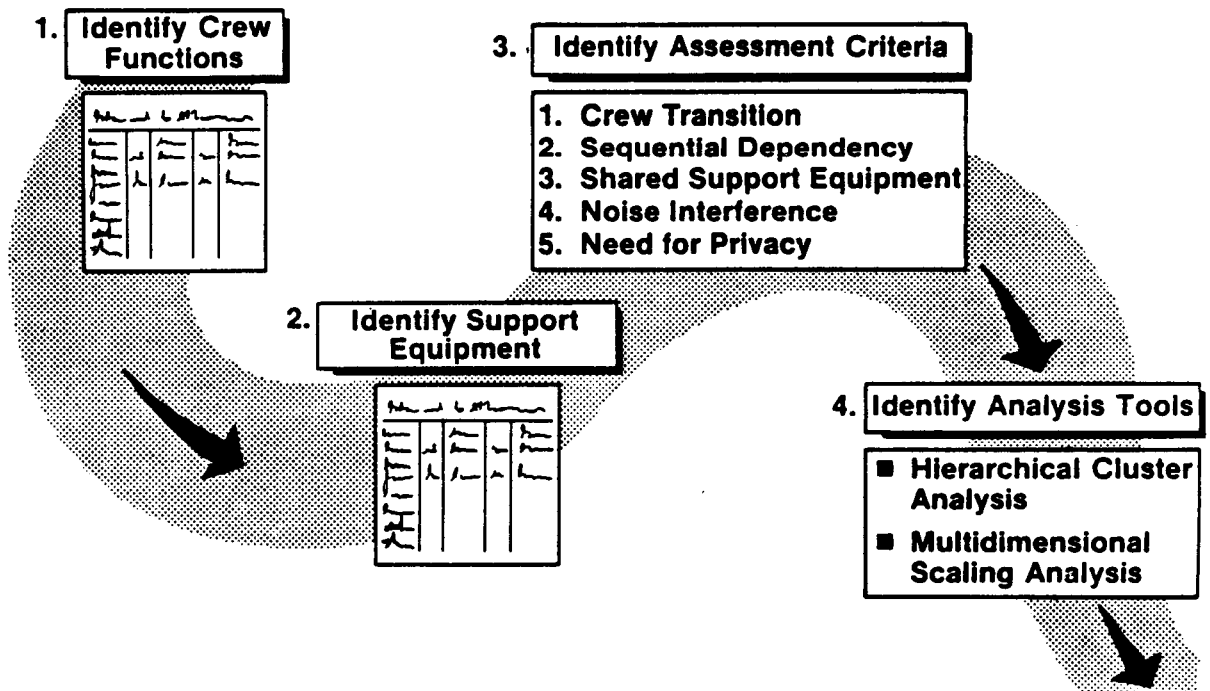 1. Identify Crew
Functions
2. Identify Support
Equipment
3. Identify Assessment Criteria
1. Crew Transition
2. Sequential Dependency
3. Shared Support Equipment
4. Noise Interference
5. Need for Privacy
4. Identify Analysis Tools
■ Hierarchical Cluster
Analysis
■ Multidimensional
Scaling Analysis